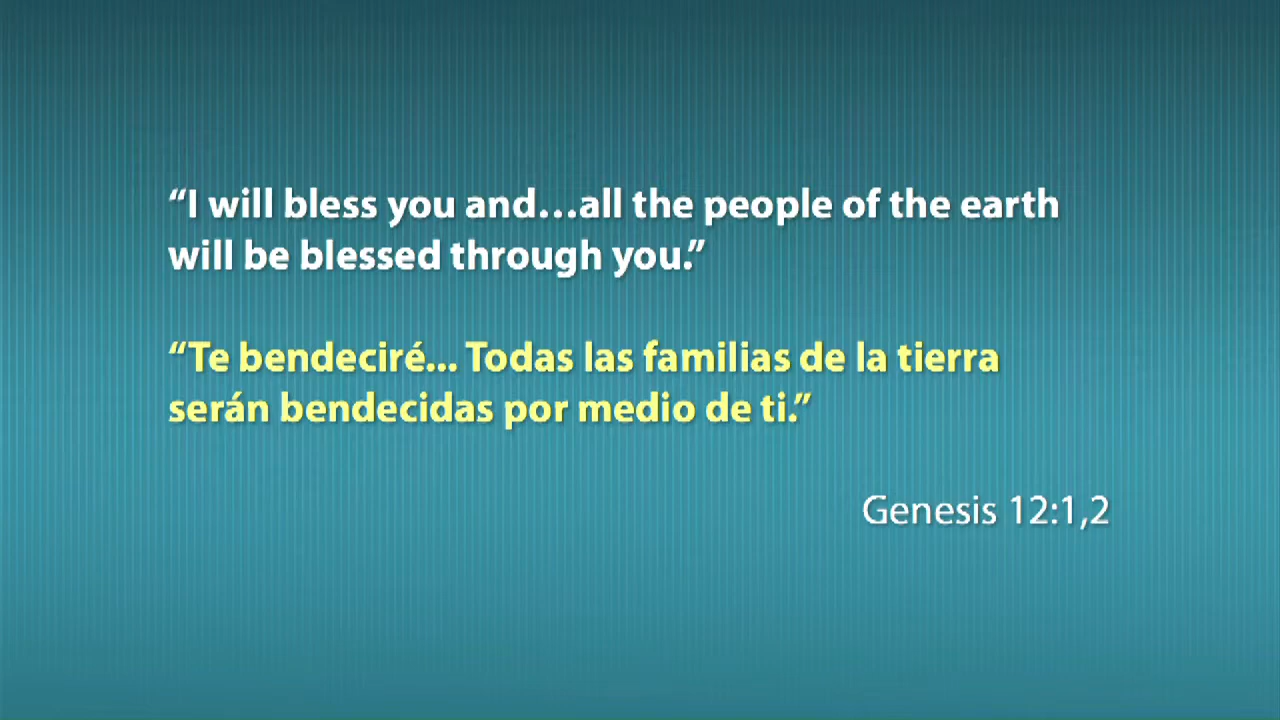 “I will bless you and…all the people of the earth
will be blessed through you.”
“Te bendeciré... Todas las familias de la tierra
serán bendecidas por medio de ti.”
Genesis 12:1,2